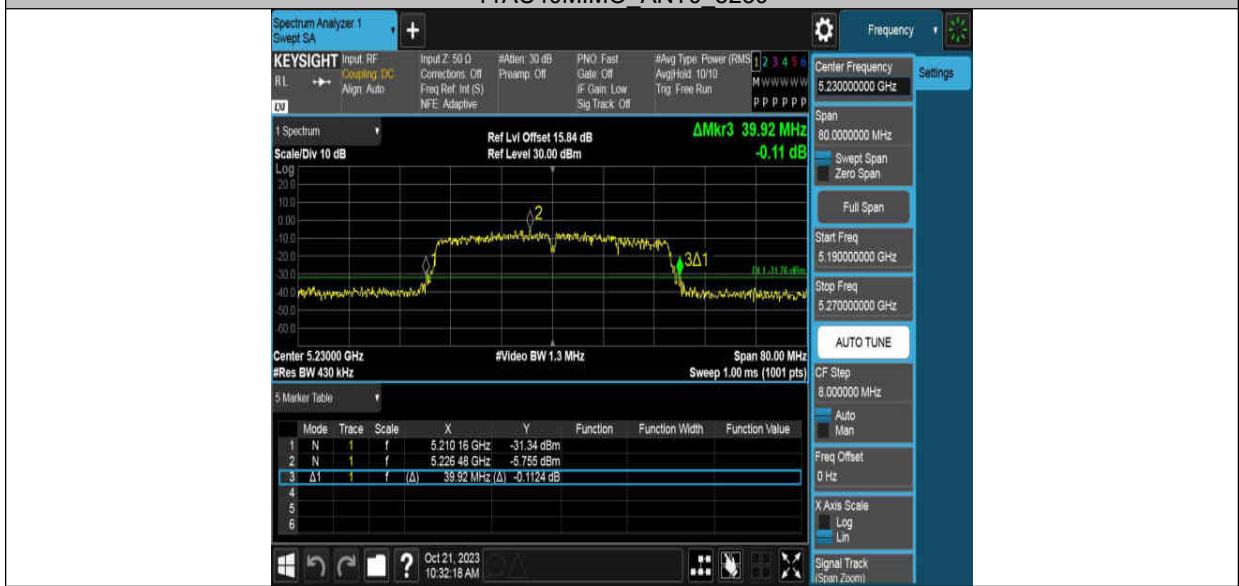 Spectrum Analyzer 1
Swept SA
+
Frequency
KEYSIGHT
RL
Input: RF
Coupling: DC
Align: Auto
Input Z: 50 Ω
Corrections: Off
Freq Ref: Int (S)
NFE: Adaptive
#Atten: 30 dB
Preamp: Off
PNO: Fast
Gate: Off
IF Gain: Low
Sig Track: Off
#Avg Type: Power (RMS
Avg|Hold: 10/10
Trig: Free Run
1 2 3 4 5 6
M W W W W W
P P P P P P
Center Frequency
5.230000000 GHz
Settings
1 Spectrum
Scale/Div 10 dB
Ref Lvl Offset 15.84 dB
Ref Level 30.00 dBm
ΔMkr3 39.92 MHz
-0.11 dB
Log
20.0
10.0
0.00
-10.0
-20.0
-30.0
-40.0
-50.0
-60.0
1
2
3Δ1
DL1 -31.76 dBm
Center 5.23000 GHz
#Res BW 430 kHz
#Video BW 1.3 MHz
Span 80.00 MHz
Sweep 1.00 ms (1001 pts)
Span
80.0000000 MHz
Swept Span
Zero Span
Full Span
Start Freq
5.190000000 GHz
Stop Freq
5.270000000 GHz
AUTO TUNE
CF Step
8.000000 MHz
Auto
Man
Freq Offset
0 Hz
X Axis Scale
Log
Lin
Signal Track
(Span Zoom)
5 Marker Table
Mode Trace Scale X Y Function Function Width Function Value
1 N 1 f 5.210 16 GHz -31.34 dBm
2 N 1 f 5.226 48 GHz -5.755 dBm
3 Δ1 1 f (Δ) 39.92 MHz (Δ) -0.1124 dB
4
5
6
?
Oct 21, 2023
10:32:18 AM